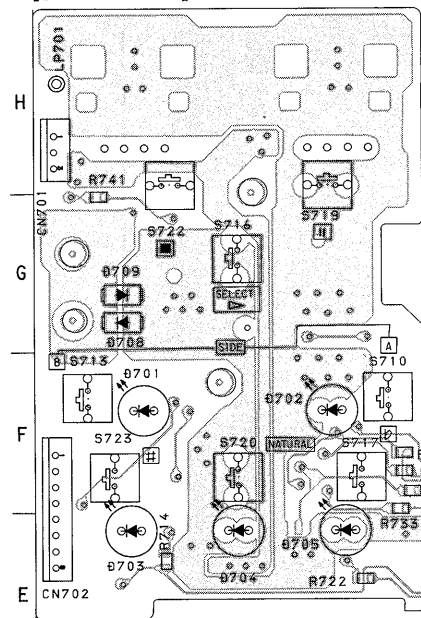 LP701
H
R741
CN701
S722
S716
S719
G
D709
SELECT
D708
SIDE
A
B
S713
D701
D702
S710
F
S723
S720
NATURAL
S717
D703
R714
D704
D705
R733
R722
E
CN702